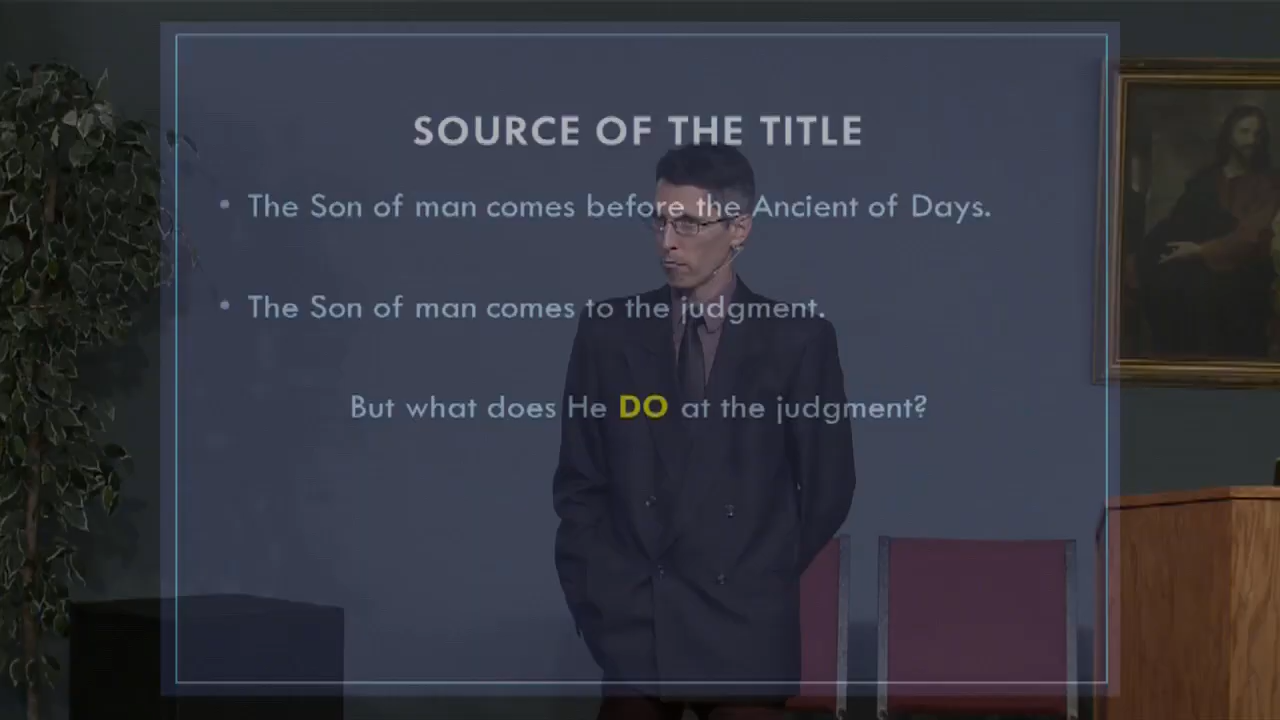 SOURCE OF THE TITLE
• The Son of man comes before the Ancient of Days.
• The Son of man comes to the judgment.
But what does He DO at the judgment?